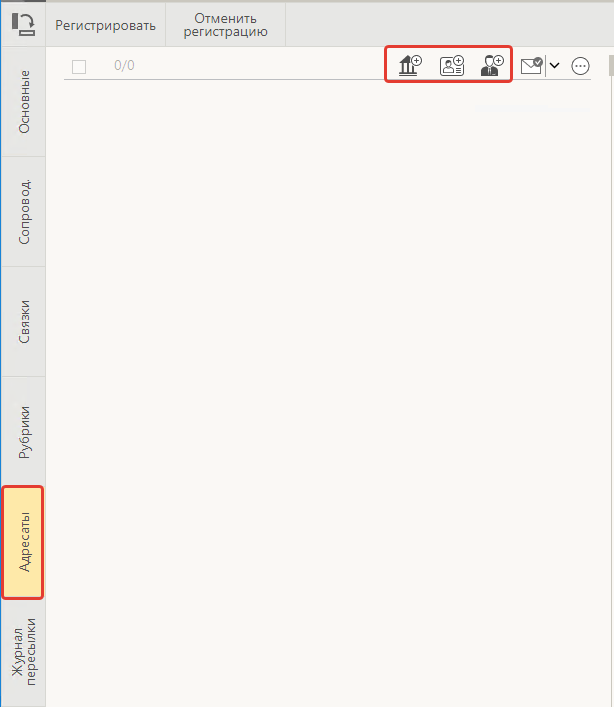 Регистрировать
Отменить
регистрацию
0/0
Основные
Сопровод.
Связки
Рубрики
Адресаты
Журнал
пересылки